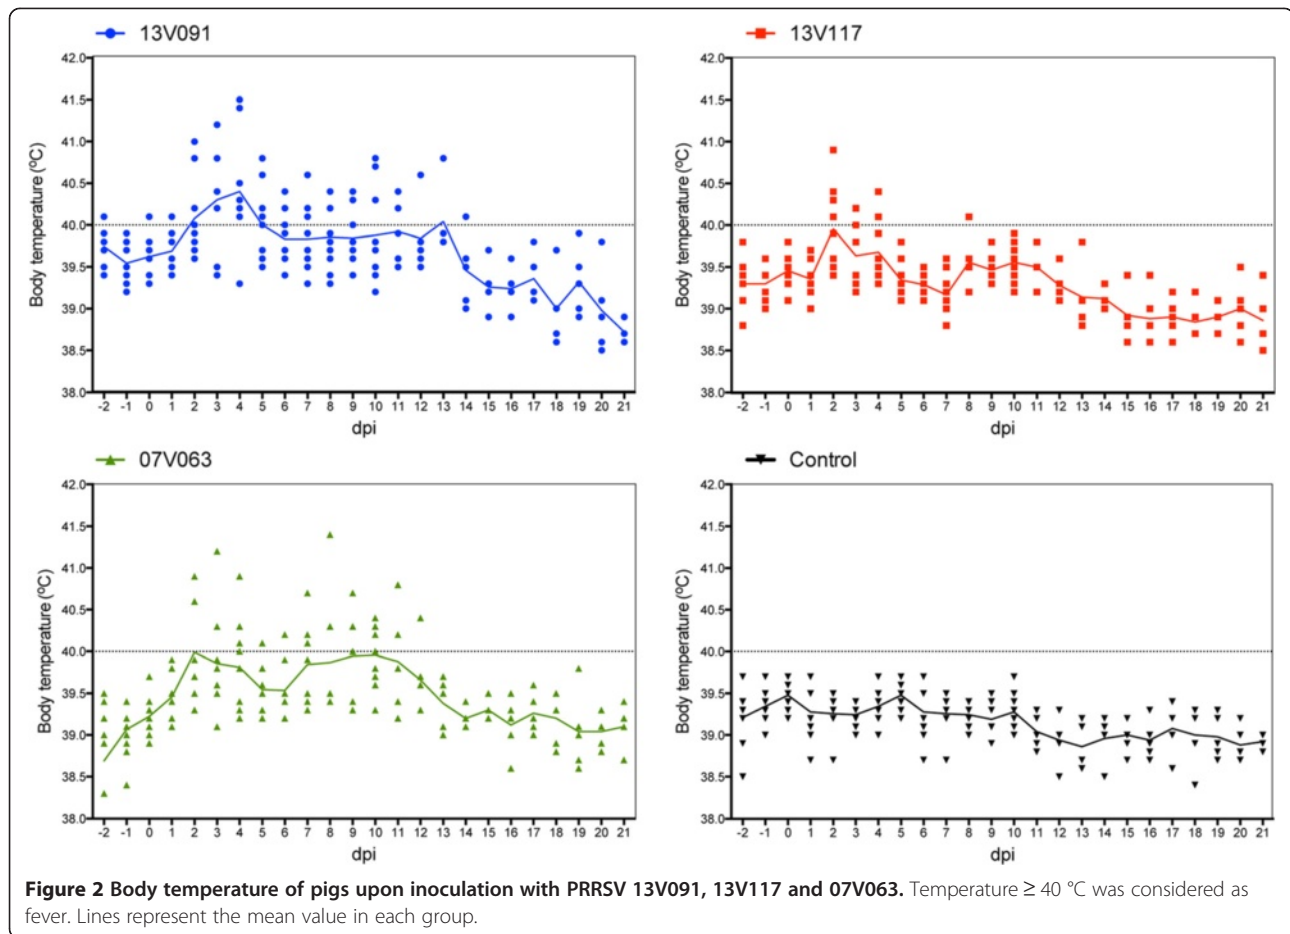 13V091
13V117
42.0
41.5
41.0
40.5
40.0
39.5
39.0
38.5
38.0
Body temperature (ºC)
-2 -1 0 1 2 3 4 5 6 7 8 9 10 11 12 13 14 15 16 17 18 19 20 21
dpi
42.0
41.5
41.0
40.5
40.0
39.5
39.0
38.5
38.0
Body temperature (ºC)
-2 -1 0 1 2 3 4 5 6 7 8 9 10 11 12 13 14 15 16 17 18 19 20 21
dpi
07V063
Control
42.0
41.5
41.0
40.5
40.0
39.5
39.0
38.5
38.0
Body temperature (ºC)
-2 -1 0 1 2 3 4 5 6 7 8 9 10 11 12 13 14 15 16 17 18 19 20 21
dpi
42.0
41.5
41.0
40.5
40.0
39.5
39.0
38.5
38.0
Body temperature (ºC)
-2 -1 0 1 2 3 4 5 6 7 8 9 10 11 12 13 14 15 16 17 18 19 20 21
dpi
Figure 2 Body temperature of pigs upon inoculation with PRRSV 13V091, 13V117 and 07V063. Temperature ≥ 40 °C was considered as
fever. Lines represent the mean value in each group.